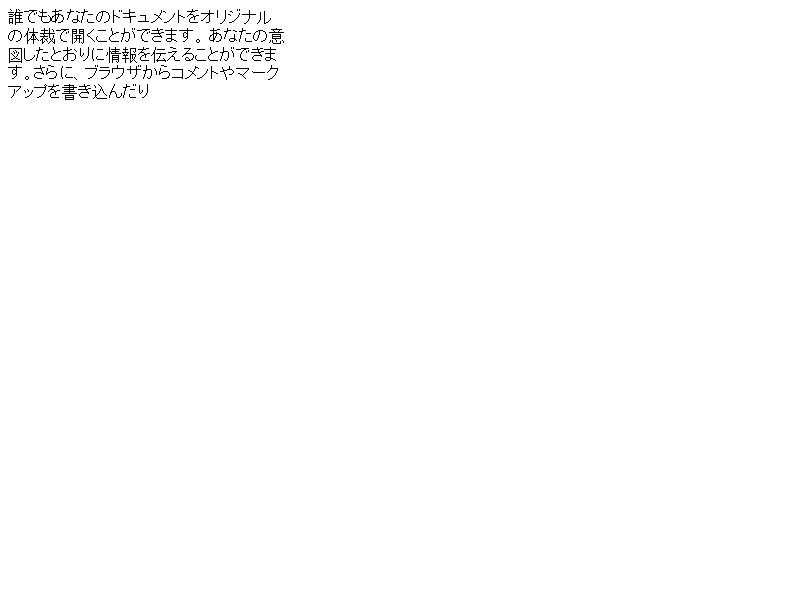 誰でもあなたのドキュメントをオリジナル
の体裁で開くことができます。あなたの意
図したとおりに情報を伝えることができま
す。さらに、ブラウザからコメントやマーク
アップを書き込んだり